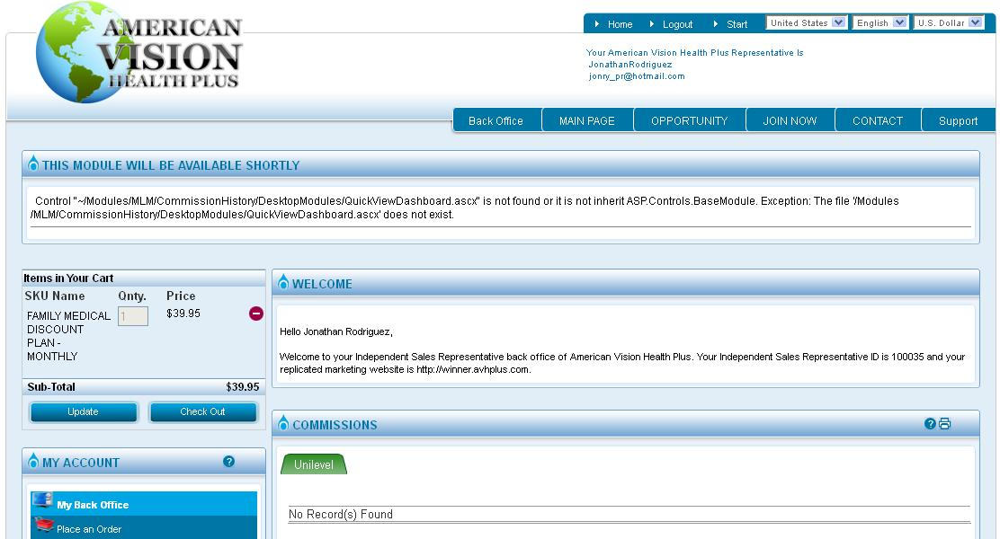 AMERICAN
VISION
HEALTH PLUS
Home Logout Start United States English U.S. Dollar
Your American Vision Health Plus Representative Is
JonathanRodriguez
jonry_pr@hotmail.com
Back Office MAIN PAGE OPPORTUNITY JOIN NOW CONTACT Support
THIS MODULE WILL BE AVAILABLE SHORTLY
Control "~/Modules/MLM/CommissionHistory/DesktopModules/QuickViewDashboard.ascx" is not found or it is not inherit ASP.Controls.BaseModule. Exception: The file '/Modules
/MLM/CommissionHistory/DesktopModules/QuickViewDashboard.ascx' does not exist.
Items in Your Cart
SKU Name Qnty. Price
FAMILY MEDICAL 1 $39.95
DISCOUNT
PLAN -
MONTHLY
Sub-Total $39.95
Update Check Out
MY ACCOUNT ?
My Back Office
Place an Order
WELCOME
Hello Jonathan Rodriguez,
Welcome to your Independent Sales Representative back office of American Vision Health Plus. Your Independent Sales Representative ID is 100035 and your
replicated marketing website is http://winner.avhplus.com.
COMMISSIONS ?
Unilevel
No Record(s) Found